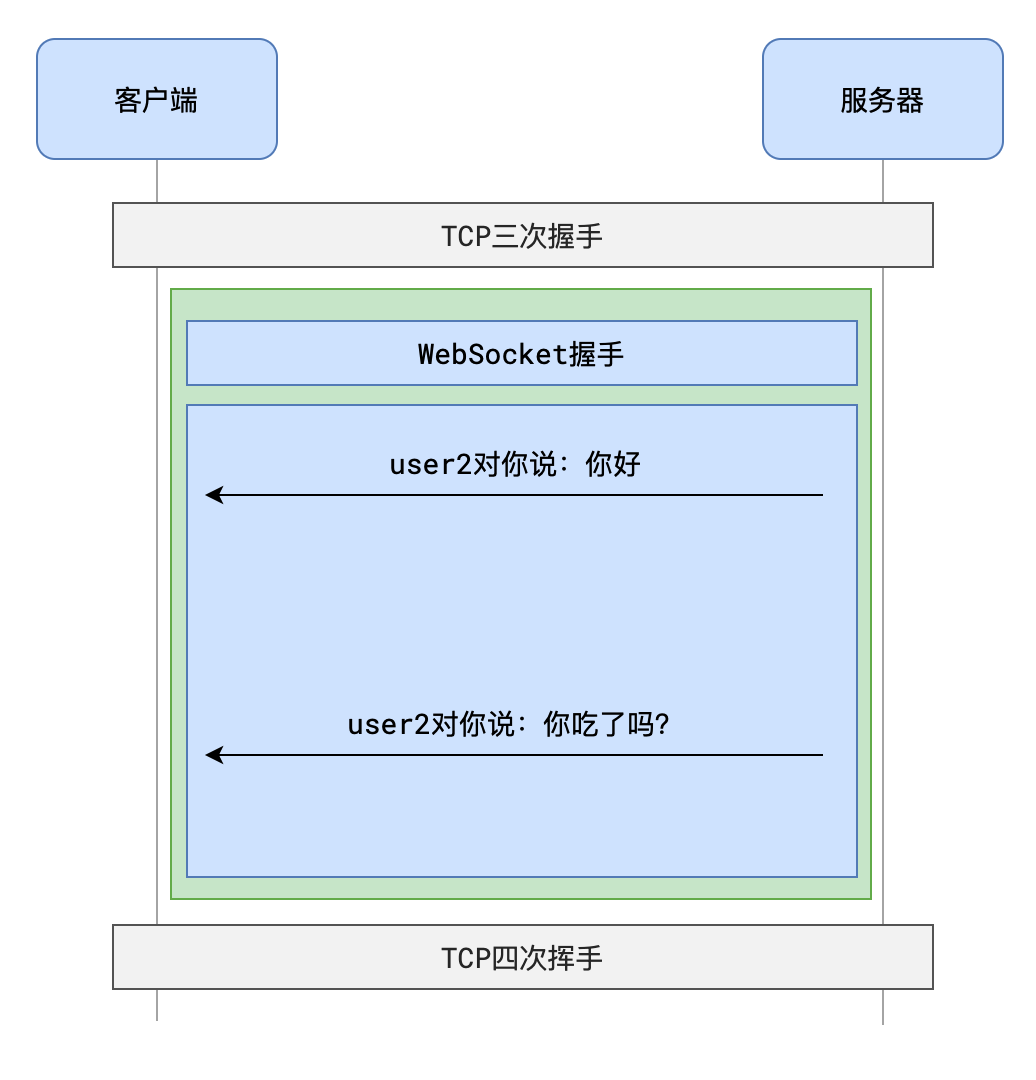 客户端
服务器
TCP三次握手
WebSocket握手
user2对你说：你好
user2对你说：你吃了吗？
TCP四次挥手